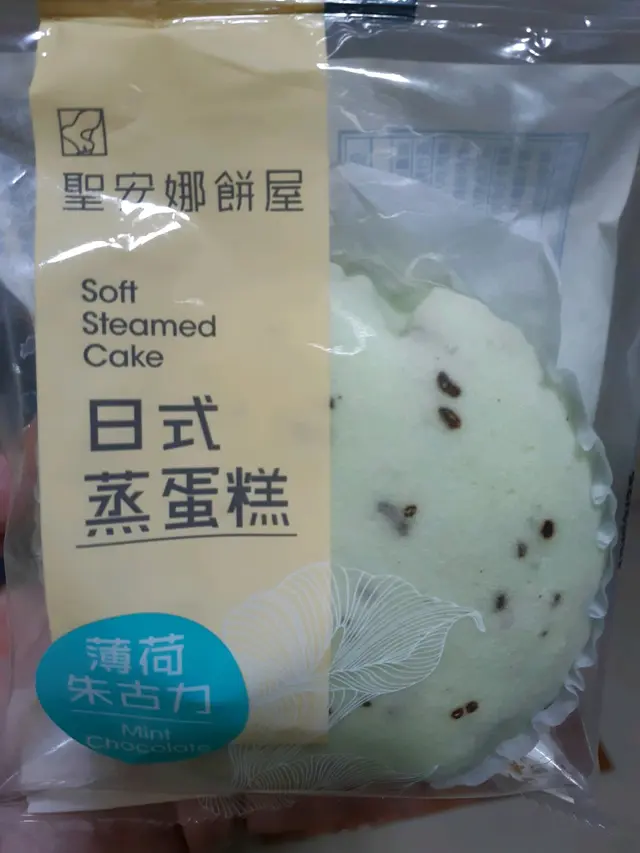 聖安娜餅屋
Soft
Steamed
Cake
日式
蒸蛋糕
薄荷
朱古力
Mint
Chocolate